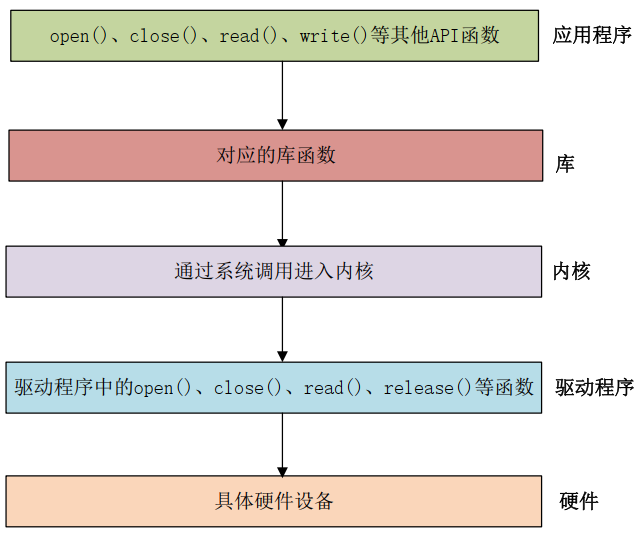 open()、close()、read()、write()等其他API函数 应用程序
对应的库函数 库
通过系统调用进入内核 内核
驱动程序中的open()、close()、read()、release()等函数 驱动程序
具体硬件设备 硬件